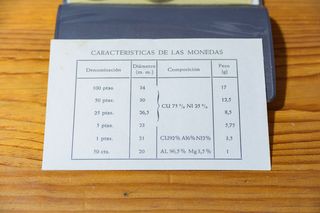 CARACTERISTICAS DE LAS MONEDAS
Denominación Diámetro (m. m.) Composición Peso (g)
100 ptas. 34 17
50 ptas. 30 12,5
CU 75 % NI 25 %
25 ptas. 26,5 8,5
5 ptas. 23 5,75
1 ptas. 21 3,5
50 cts. 20 AL 96,5 % Mg 3,5 % 1